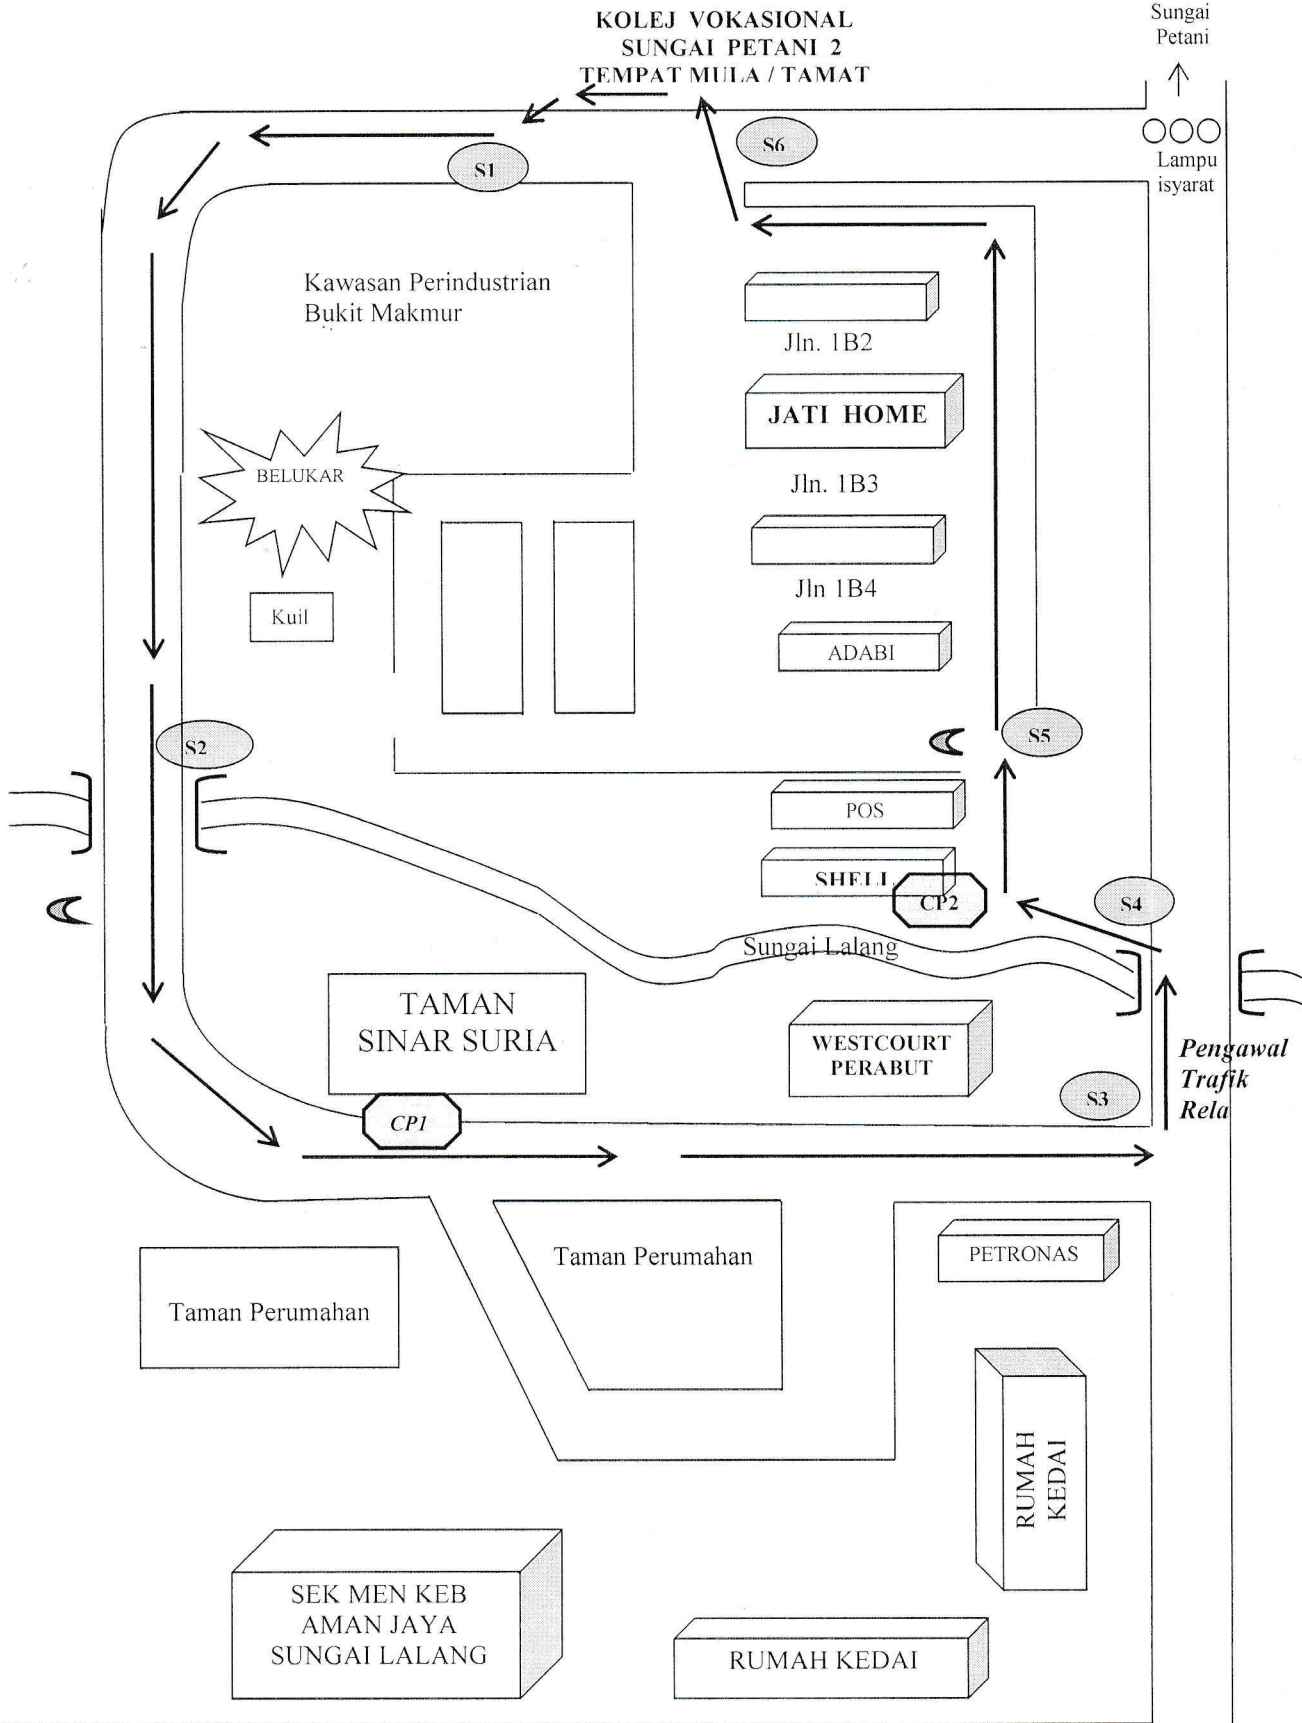 KOLEJ VOKASIONAL
SUNGAI PETANI 2
TEMPAT MULA / TAMAT
Sungai
Petani
Lampu
isyarat
S6
S1
Kawasan Perindustrian
Bukit Makmur
Jln. 1B2
JATI HOME
BELUKAR
Jln. 1B3
Jln 1B4
Kuil
ADABI
S2
S5
POS
SHELL
CP2
S4
Sungai Lalang
TAMAN
SINAR SURIA
WESTCOURT
PERABUT
Pengawal
Trafik
Rela
S3
CP1
Taman Perumahan
PETRONAS
Taman Perumahan
RUMAH
KEDAI
SEK MEN KEB
AMAN JAYA
SUNGAI LALANG
RUMAH KEDAI